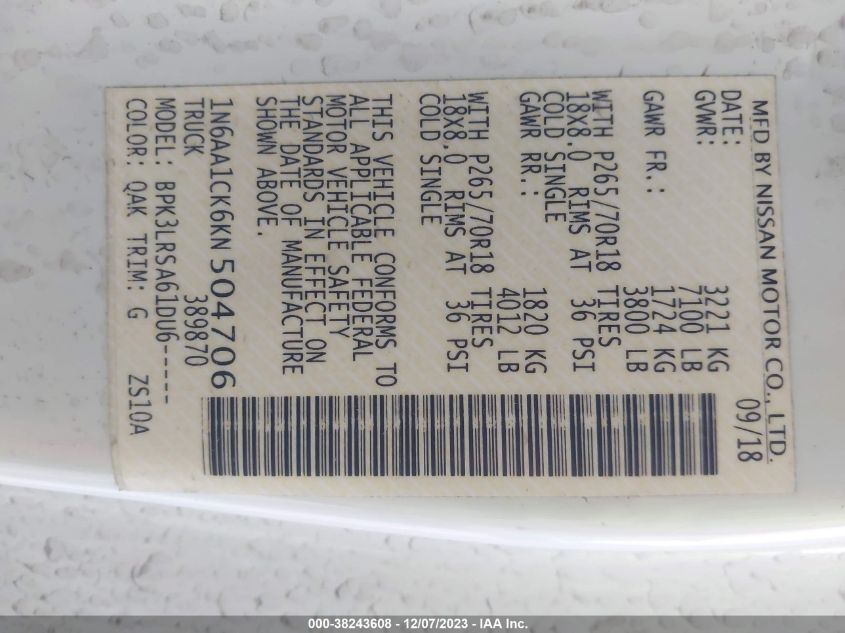 MFD BY NISSAN MOTOR CO., LTD.
DATE: 09/18
GVWR: 3221 KG
7100 LB
GAWR FR.: 1724 KG
3800 LB
WITH P265/70R18 TIRES
18X8.0 RIMS AT 36 PSI
COLD SINGLE
GAWR RR.: 1820 KG
4012 LB
WITH P265/70R18 TIRES
18X8.0 RIMS AT 36 PSI
COLD SINGLE
THIS VEHICLE CONFORMS TO
ALL APPLICABLE FEDERAL
MOTOR VEHICLE SAFETY
STANDARDS IN EFFECT ON
THE DATE OF MANUFACTURE
SHOWN ABOVE.
1N6AA1CK6KN504706
TRUCK 389870
MODEL: BPK3LRSA61DU6-----
COLOR: QAK TRIM: G ZS10A
000-38243608 - 12/07/2023 - IAA Inc.